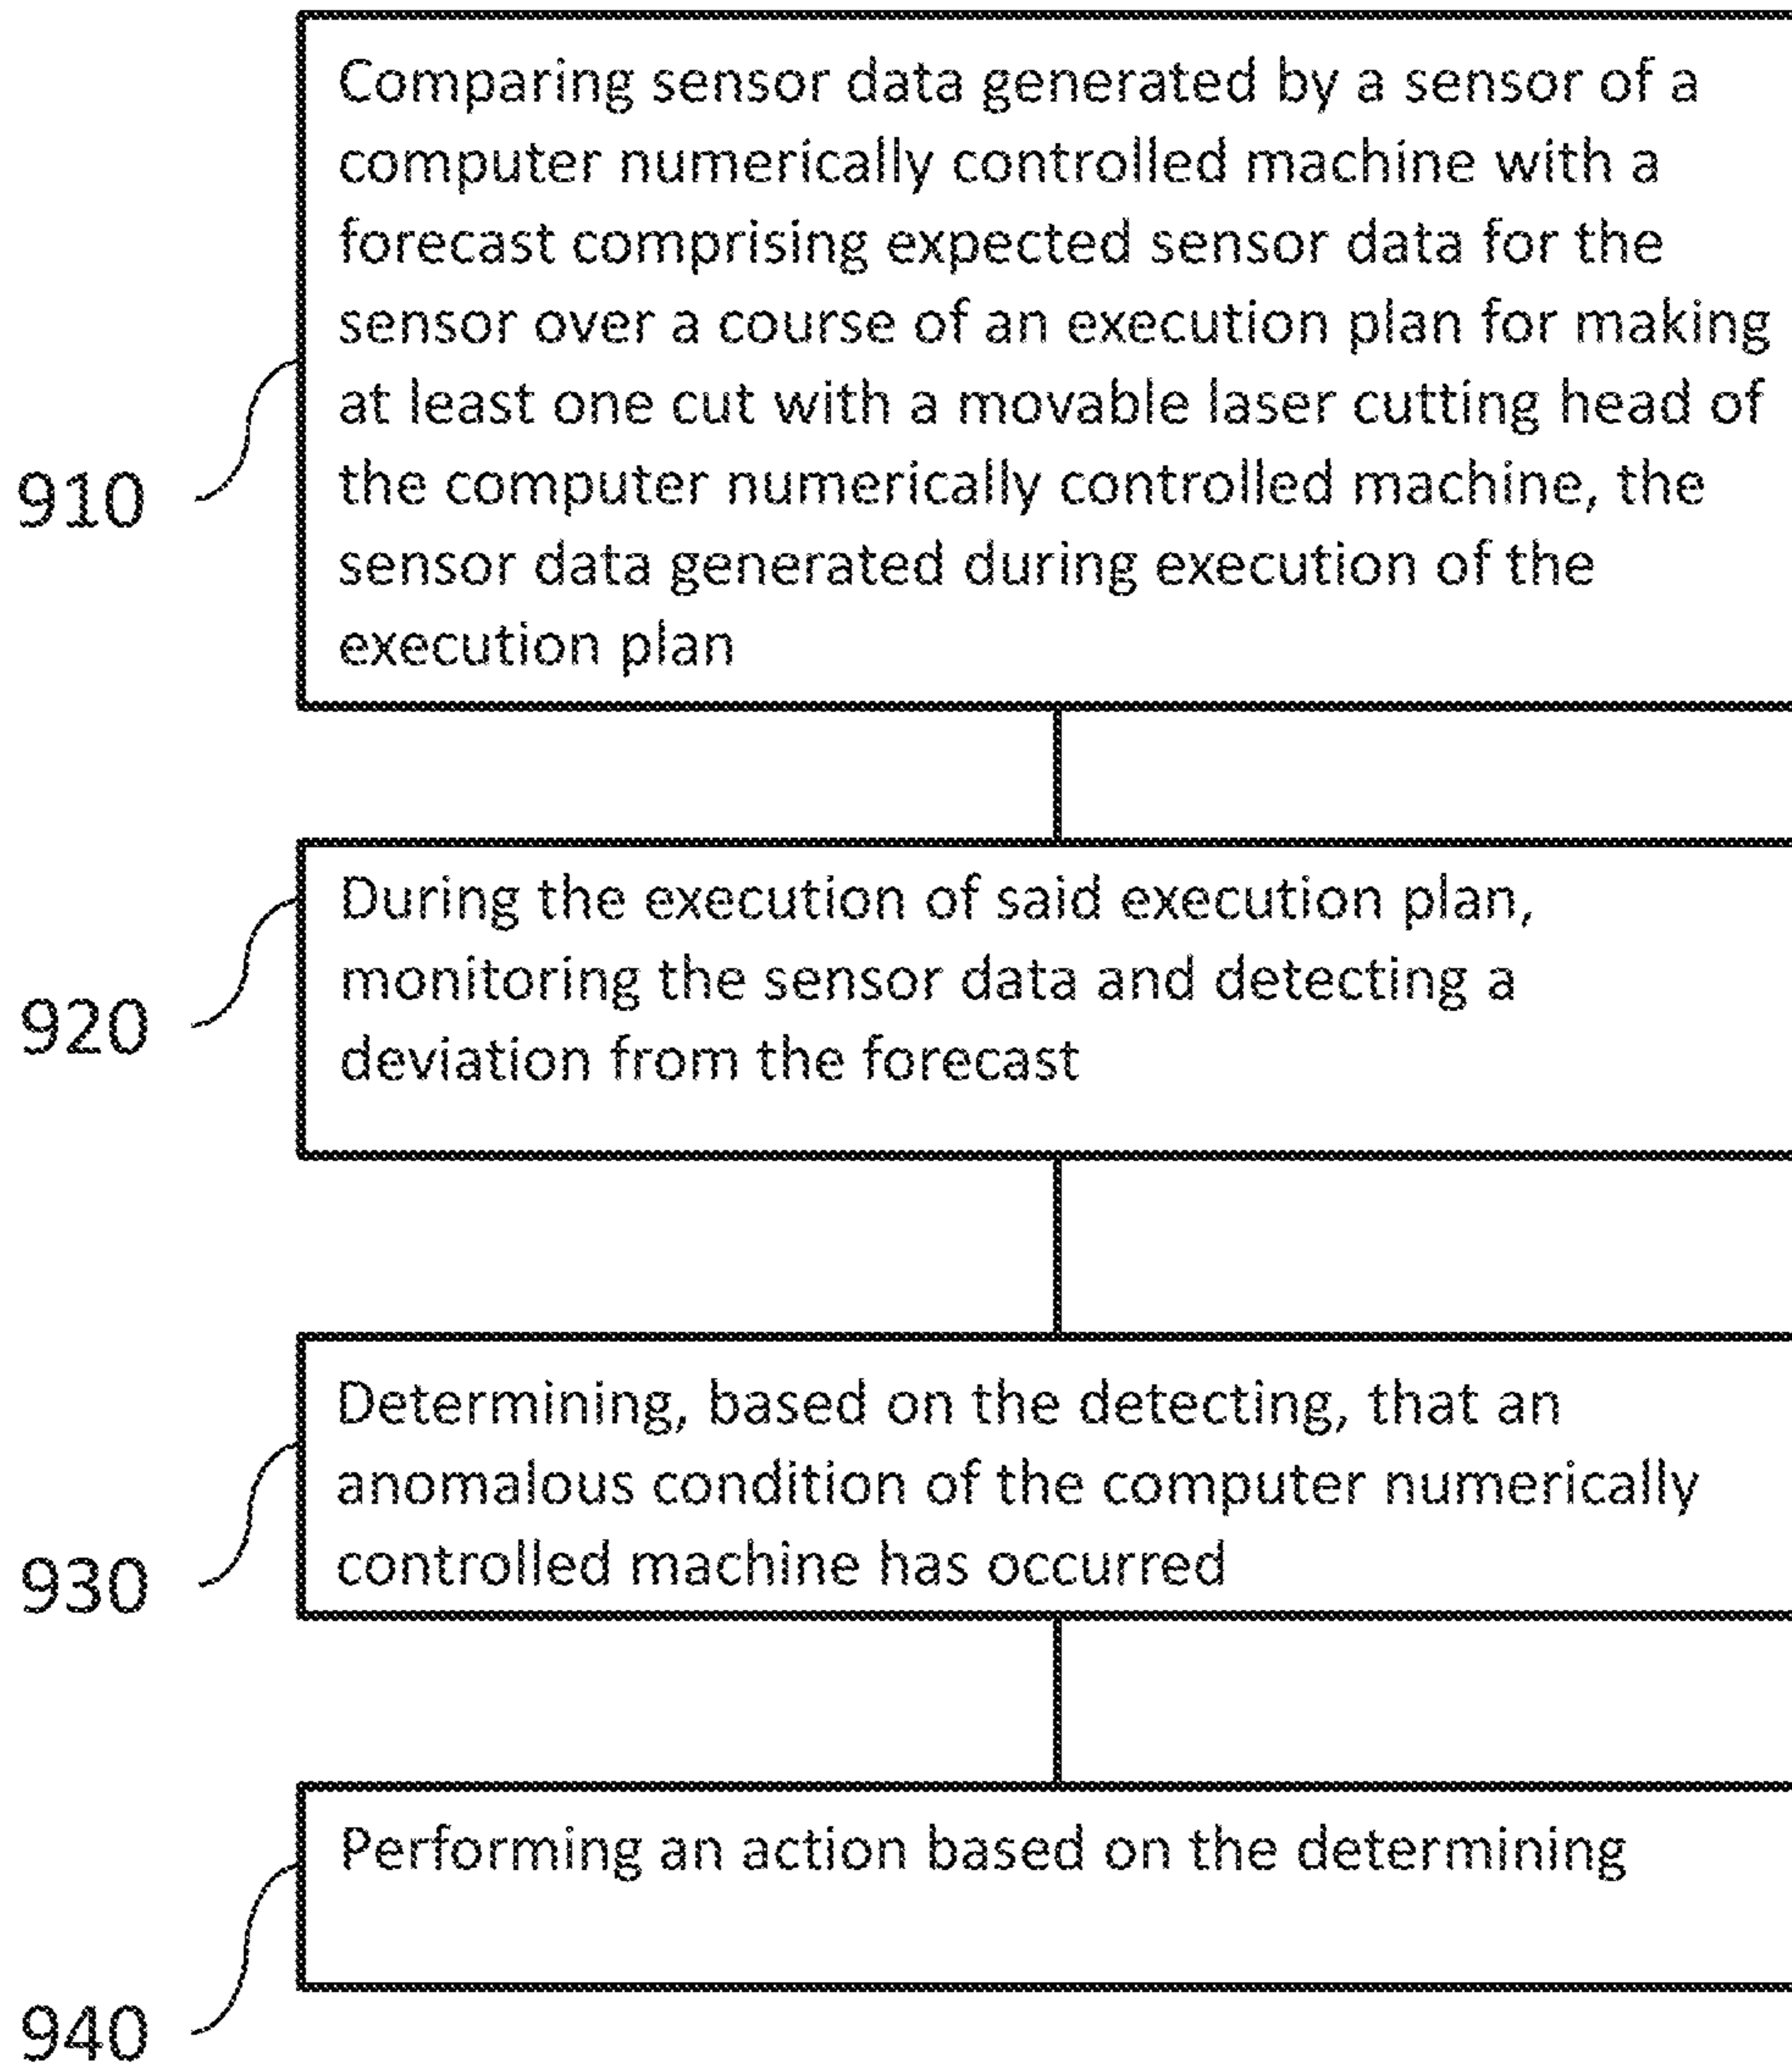 Comparing sensor data generated by a sensor of a
computer numerically controlled machine with a
forecast comprising expected sensor data for the
sensor over a course of an execution plan for making
at least one cut with a movable laser cutting head of
the computer numerically controlled machine, the
sensor data generated during execution of the
execution plan
910
During the execution of said execution plan,
monitoring the sensor data and detecting a
deviation from the forecast
920
Determining, based on the detecting, that an
anomalous condition of the computer numerically
controlled machine has occurred
930
Performing an action based on the determining
940